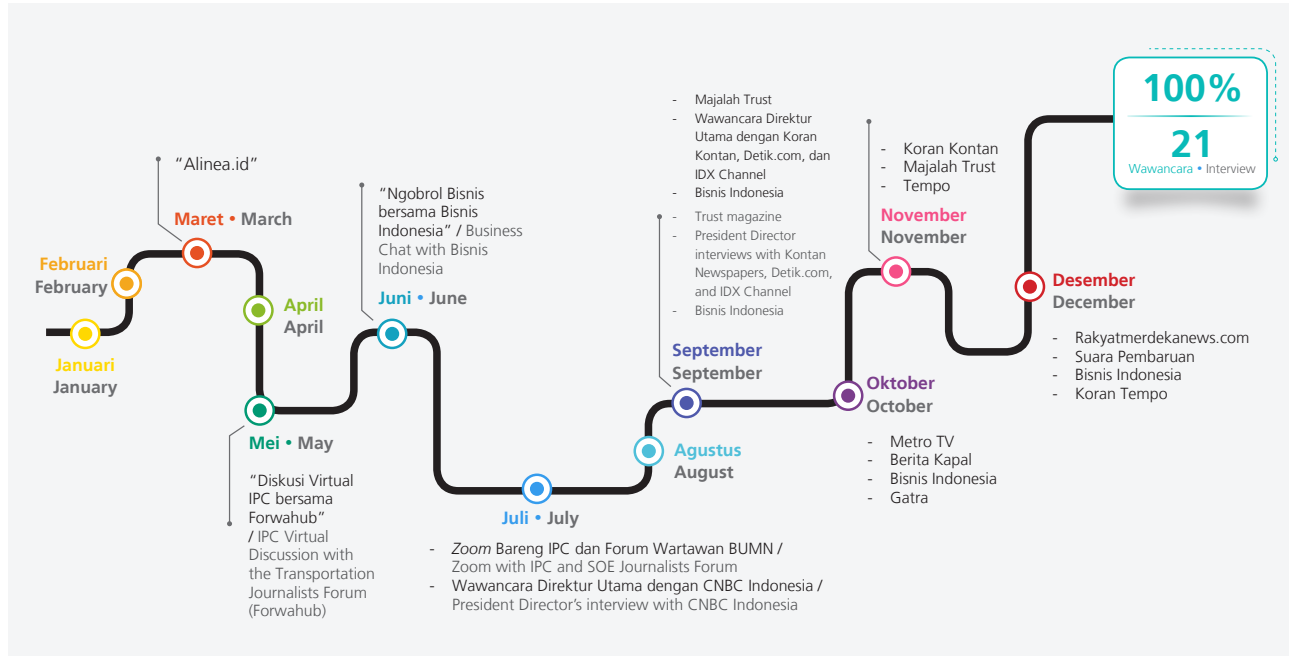 Januari
January
Februari
February
"Alinea.id"
Maret • March
April
April
Mei • May
"Diskusi Virtual
IPC bersama
Forwahub"
/ IPC Virtual
Discussion with
the Transportation
Journalists Forum
(Forwahub)
"Ngobrol Bisnis
bersama Bisnis
Indonesia" / Business
Chat with Bisnis
Indonesia
Juni • June
Juli • July
- Zoom Bareng IPC dan Forum Wartawan BUMN /
Zoom with IPC and SOE Journalists Forum
- Wawancara Direktur Utama dengan CNBC Indonesia /
President Director's interview with CNBC Indonesia
Agustus
August
- Majalah Trust
- Wawancara Direktur
Utama dengan Koran
Kontan, Detik.com, dan
IDX Channel
- Bisnis Indonesia
- Trust magazine
- President Director
interviews with Kontan
Newspapers, Detik.com,
and IDX Channel
- Bisnis Indonesia
September
September
Oktober
October
- Metro TV
- Berita Kapal
- Bisnis Indonesia
- Gatra
- Koran Kontan
- Majalah Trust
- Tempo
November
November
Desember
December
- Rakyatmerdekanews.com
- Suara Pembaruan
- Bisnis Indonesia
- Koran Tempo
100%
21
Wawancara • Interview